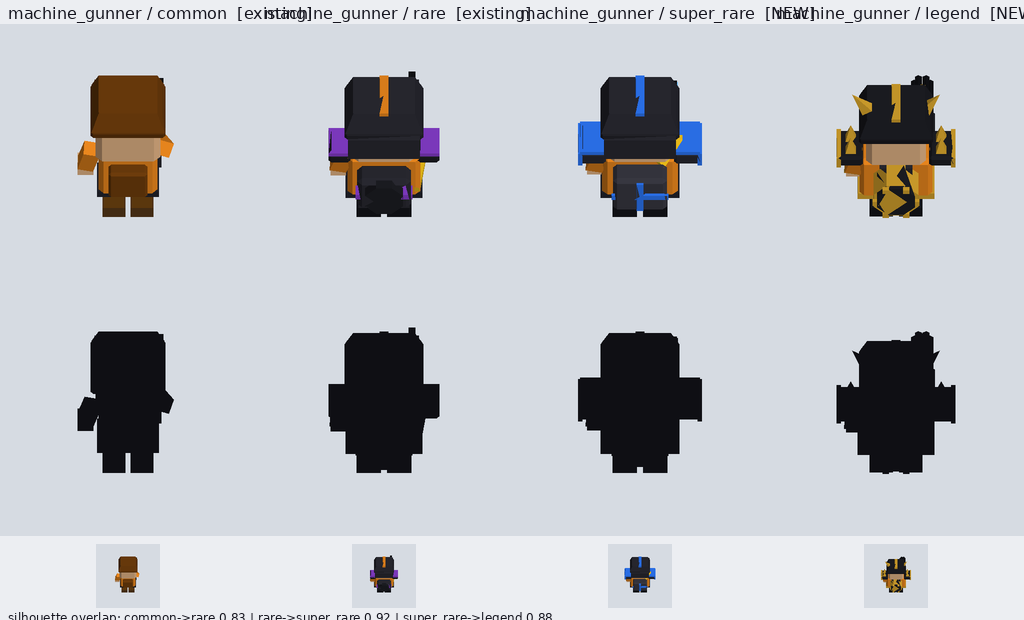 machine_gunner / common [existing]
machine_gunner / rare [existing]
machine_gunner / super_rare [NEW]
machine_gunner / legend [NEW
silhouette overlap: common->rare 0.83 | rare->super_rare 0.92 | super_rare->legend 0.88